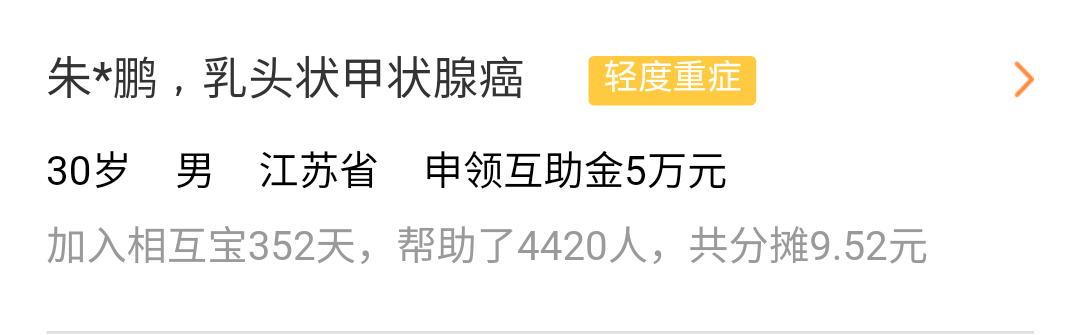 朱*鹏，乳头状甲状腺癌 轻度重症
30岁 男 江苏省 申领互助金5万元
加入相互宝352天，帮助了4420人，共分摊9.52元